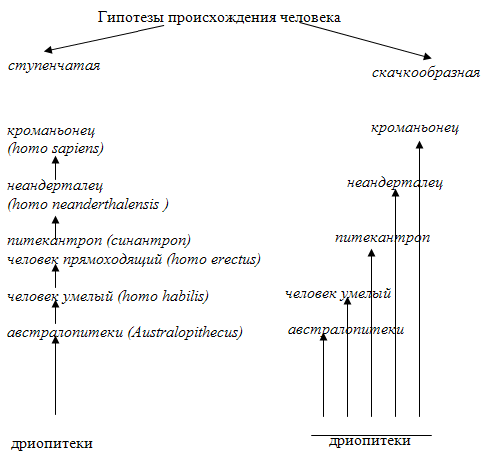 Гипотезы происхождения человека
ступенчатая
кроманьонец
(homo sapiens)
неандерталец
(homo neanderthalensis )
питекантроп (синантроп)
человек прямоходящий (homo erectus)
человек умелый (homo habilis)
австралопитеки (Australopithecus)
дриопитеки
скачкообразная
кроманьонец
неандерталец
питекантроп
человек умелый
австралопитеки
дриопитеки